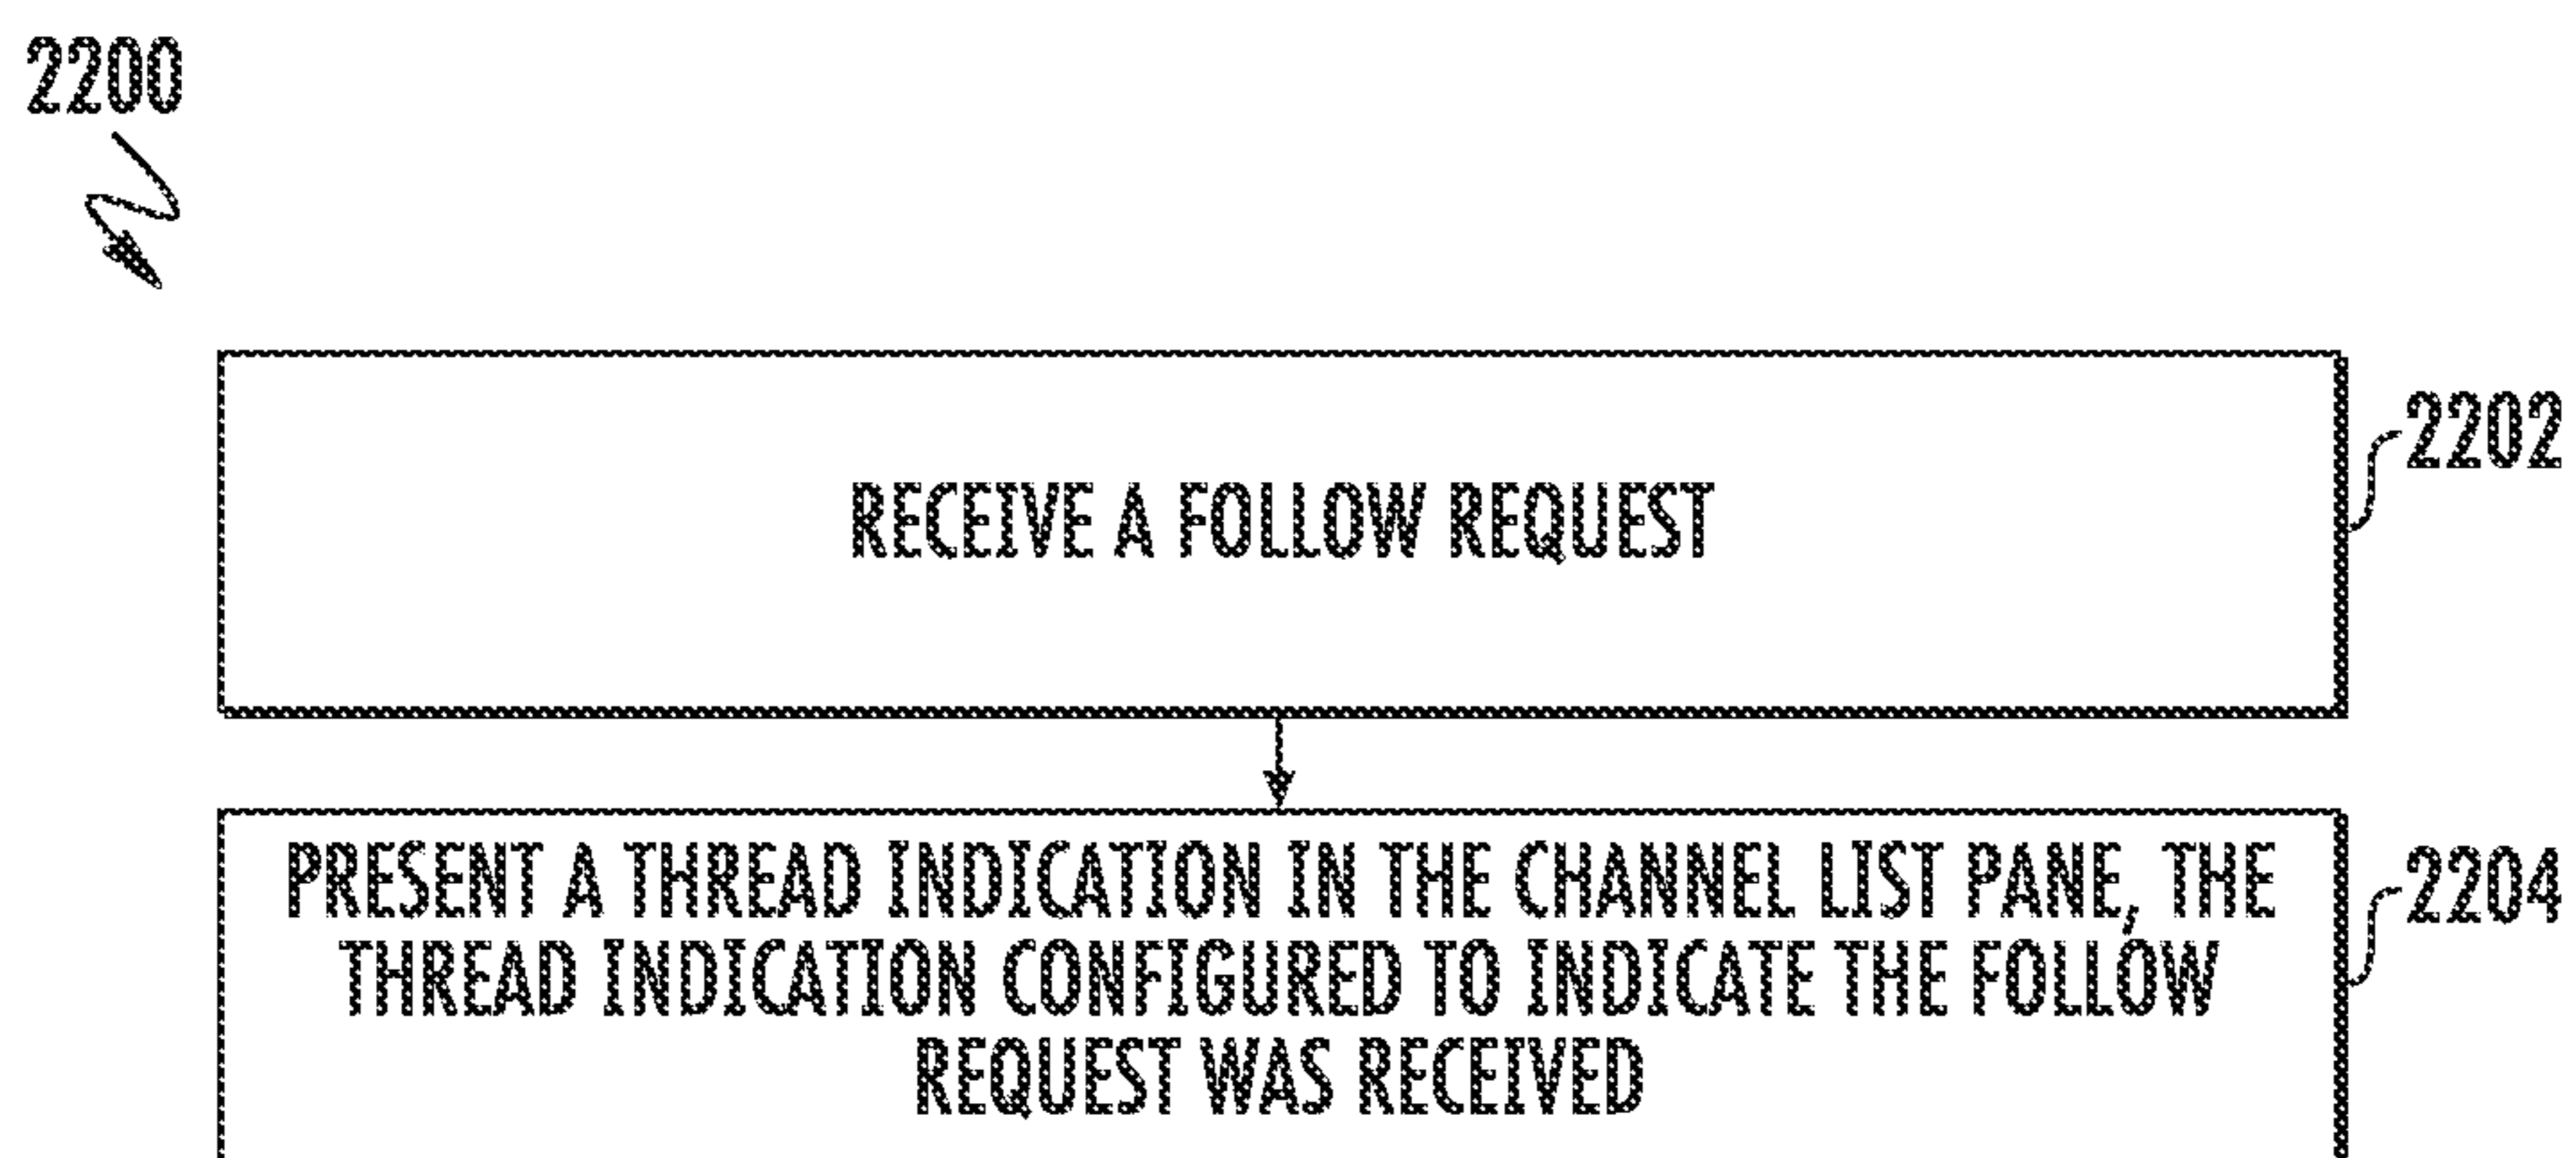 2200
RECEIVE A FOLLOW REQUEST
2202
PRESENT A THREAD INDICATION IN THE CHANNEL LIST PANE, THE
THREAD INDICATION CONFIGURED TO INDICATE THE FOLLOW
REQUEST WAS RECEIVED
2204